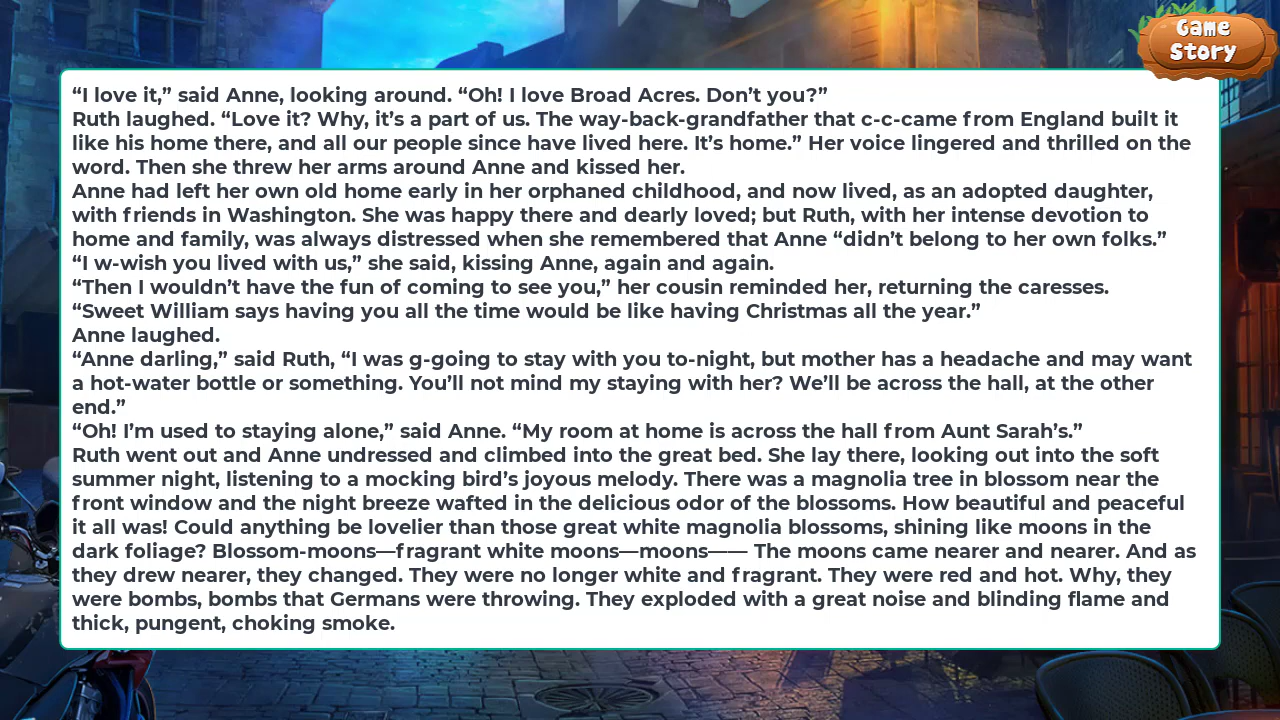 Game
Story
“I love it,” said Anne, looking around. “Oh! I love Broad Acres. Don’t you?”
Ruth laughed. “Love it? Why, it’s a part of us. The way-back-grandfather that c-c-came from England built it
like his home there, and all our people since have lived here. It’s home.” Her voice lingered and thrilled on the
word. Then she threw her arms around Anne and kissed her.
Anne had left her own old home early in her orphaned childhood, and now lived, as an adopted daughter,
with friends in Washington. She was happy there and dearly loved; but Ruth, with her intense devotion to
home and family, was always distressed when she remembered that Anne “didn’t belong to her own folks.”
“I w-wish you lived with us,” she said, kissing Anne, again and again.
“Then I wouldn’t have the fun of coming to see you,” her cousin reminded her, returning the caresses.
“Sweet William says having you all the time would be like having Christmas all the year.”
Anne laughed.
“Anne darling,” said Ruth, “I was g-going to stay with you to-night, but mother has a headache and may want
a hot-water bottle or something. You’ll not mind my staying with her? We’ll be across the hall, at the other
end.”
“Oh! I’m used to staying alone,” said Anne. “My room at home is across the hall from Aunt Sarah’s.”
Ruth went out and Anne undressed and climbed into the great bed. She lay there, looking out into the soft
summer night, listening to a mocking bird’s joyous melody. There was a magnolia tree in blossom near the
front window and the night breeze wafted in the delicious odor of the blossoms. How beautiful and peaceful
it all was! Could anything be lovelier than those great white magnolia blossoms, shining like moons in the
dark foliage? Blossom-moons—fragrant white moons—moons—— The moons came nearer and nearer. And as
they drew nearer, they changed. They were no longer white and fragrant. They were red and hot. Why, they
were bombs, bombs that Germans were throwing. They exploded with a great noise and blinding flame and
thick, pungent, choking smoke.